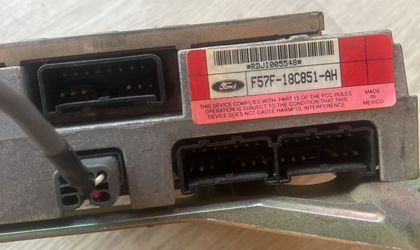 *RDJI005548*
Ford
F57F-18C851-AH
THIS DEVICE COMPLIES WITH PART 15 OF THE FCC RULES
OPERATION IS SUBJECT TO THE CONDITION THAT THIS
DEVICE DOES NOT CAUSE HARMFUL INTERFERENCE
MADE
IN
MEXICO